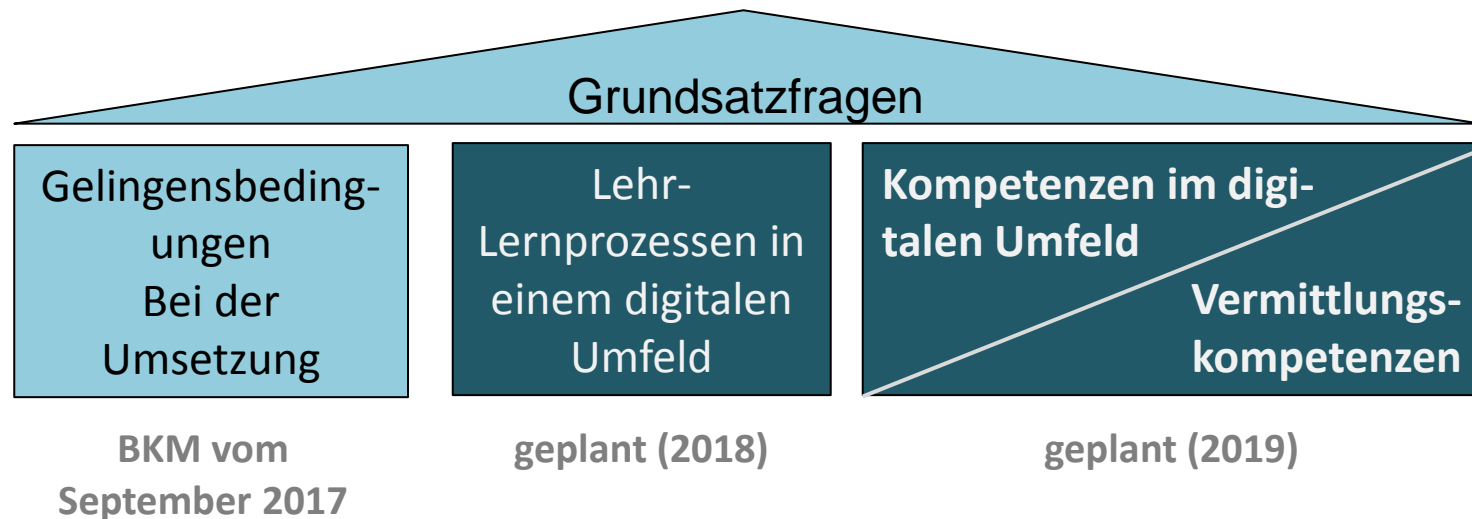 Grundsatzfragen
Gelingensbeding-
ungen
Bei der
Umsetzung
Lehr-
Lernprozessen in
einem digitalen
Umfeld
Kompetenzen im digi-
talen Umfeld
Vermittlungs-
kompetenzen
BKM vom
September 2017
geplant (2018)
geplant (2019)